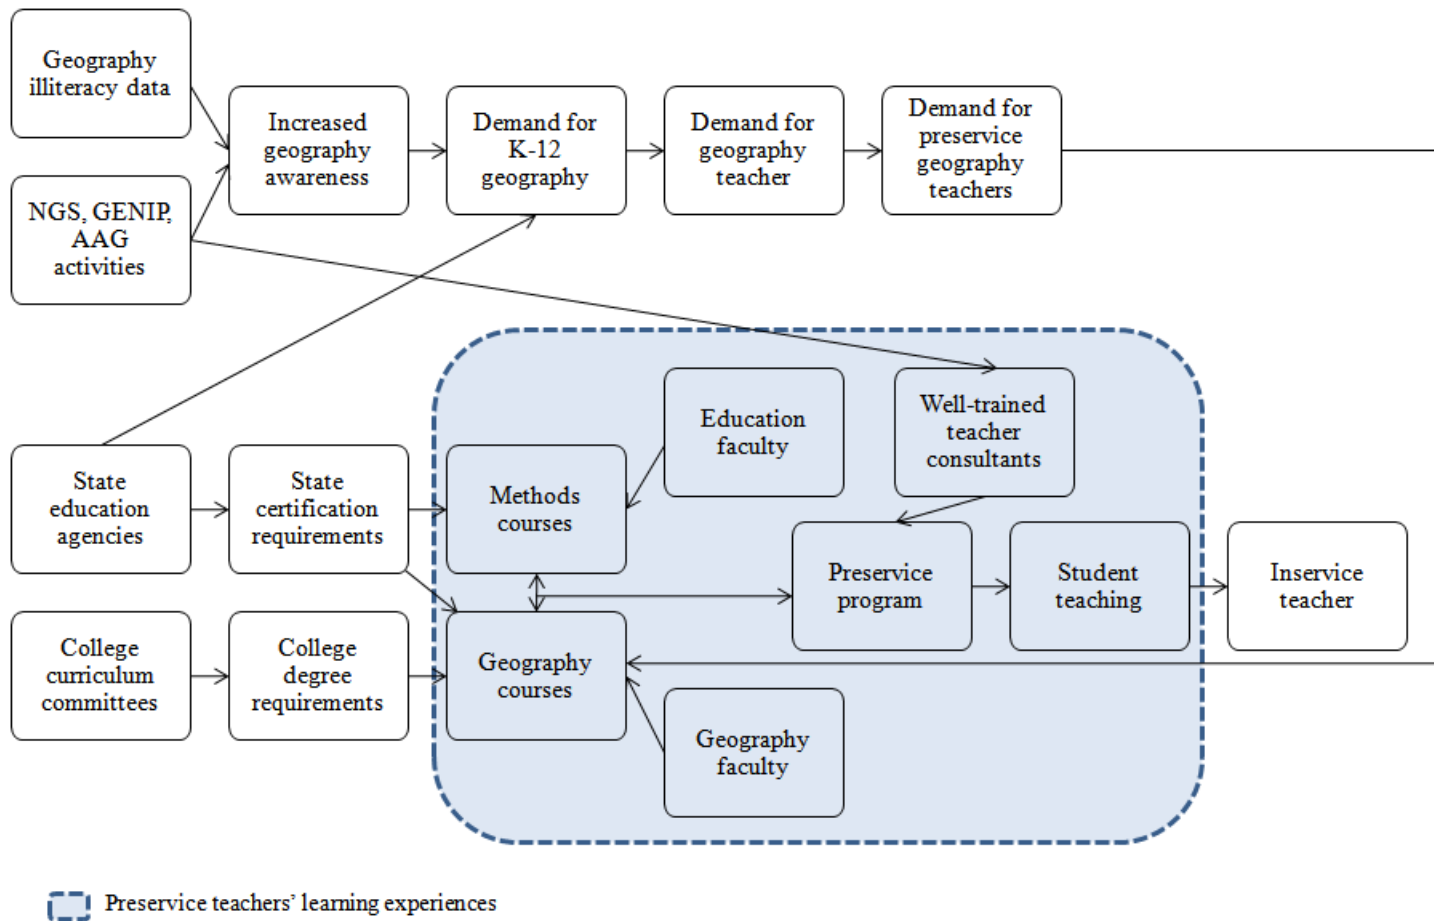 Geography
illiteracy data
Increased
geography
awareness
Demand for
K-12
geography
Demand for
geography
teacher
Demand for
preservice
geography
teachers
NGS, GENIP,
AAG
activities
Education
faculty
Well-trained
teacher
consultants
State
education
agencies
State
certification
requirements
Methods
courses
Preservice
program
Student
teaching
Inservice
teacher
College
curriculum
committees
College
degree
requirements
Geography
courses
Geography
faculty
Preservice teachers’ learning experiences